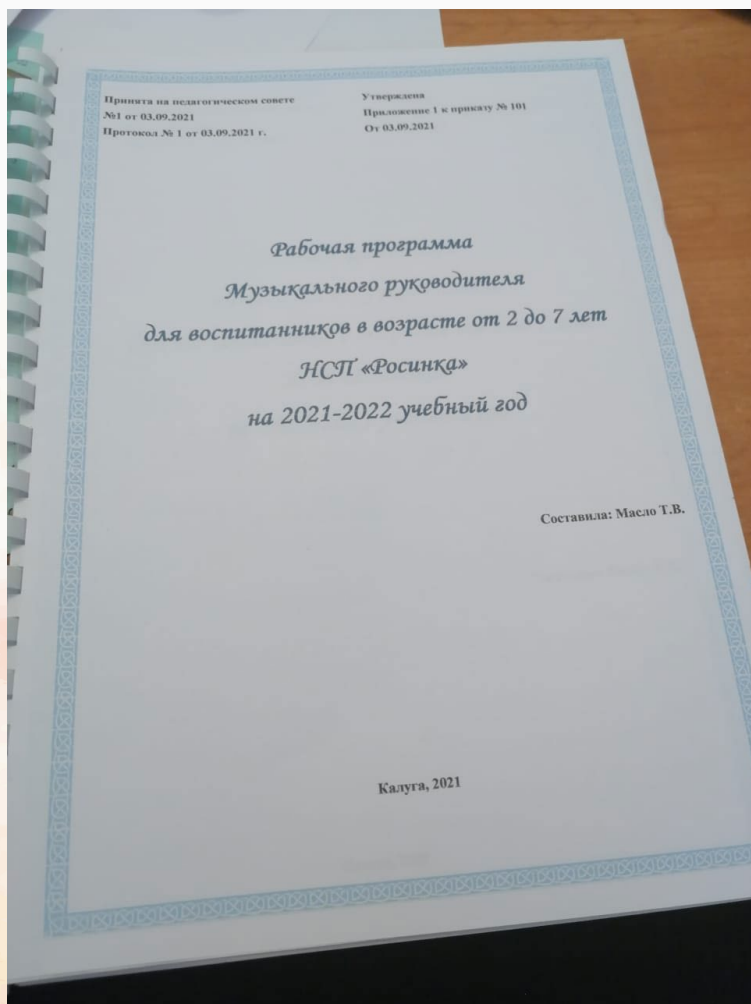 Принята на педагогическом совете
№1 от 03.09.2021
Протокол № 1 от 03.09.2021 г.
Утверждена
Приложение 1 к приказу № 101
От 03.09.2021
Рабочая программа
Музыкального руководителя
для воспитанников в возрасте от 2 до 7 лет
НСП «Росинка»
на 2021-2022 учебный год
Составила: Масло Т.В.
Калуга, 2021